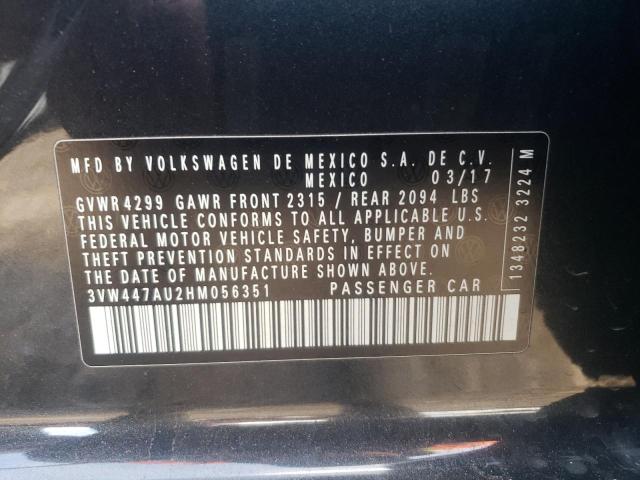 MFD BY VOLKSWAGEN DE MEXICO S.A. DE C.V.
MEXICO 03/17
GVWR 4299 GAWR FRONT 2315 / REAR 2094 LBS
THIS VEHICLE CONFORMS TO ALL APPLICABLE U.S.
FEDERAL MOTOR VEHICLE SAFETY, BUMPER AND
THEFT PREVENTION STANDARDS IN EFFECT ON
THE DATE OF MANUFACTURE SHOWN ABOVE.
3VW447AU2HM056351 PASSENGER CAR
1348232 3224 M